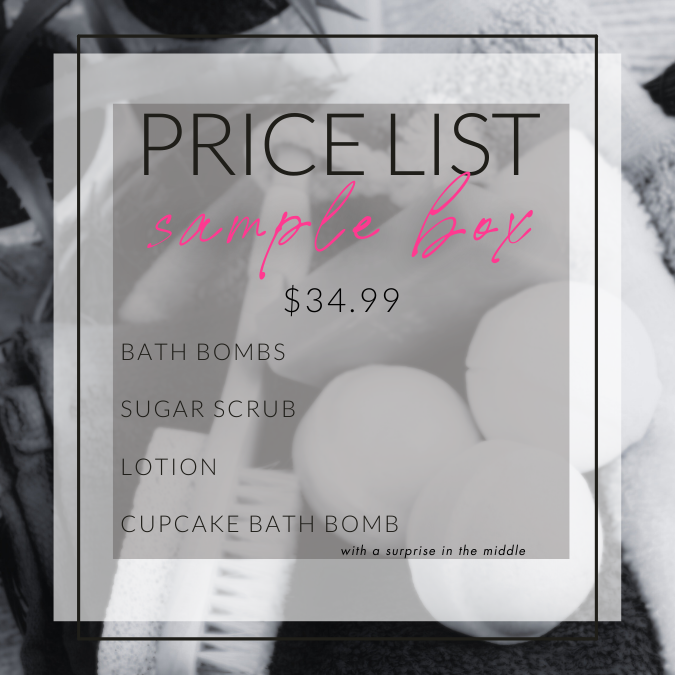 PRICE LIST
sample box
$34.99
BATH BOMBS
SUGAR SCRUB
LOTION
CUPCAKE BATH BOMB
with a surprise in the middle